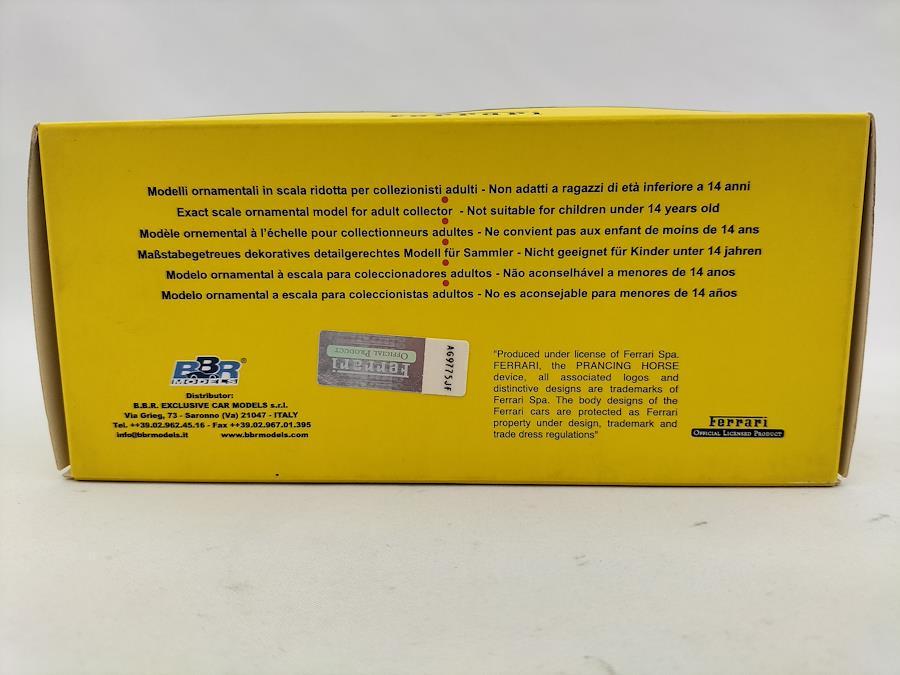 Ferrari
Modelli ornamentali in scala ridotta per collezionisti adulti - Non adatti a ragazzi di età inferiore a 14 anni
Exact scale ornamental model for adult collector - Not suitable for children under 14 years old
Modèle ornemental à l'échelle pour collectionneurs adultes - Ne convient pas aux enfant de moins de 14 ans
Maßstabegetreues dekoratives detailgerechtes Modell für Sammler - Nicht geeignet für Kinder unter 14 jahren
Modelo ornamental à escala para coleccionadores adultos - Não aconselhável a menores de 14 anos
Modelo ornamental a escala para coleccionistas adultos - No es aconsejable para menores de 14 años
BBR
MODELS
Distributor:
B.B.R. EXCLUSIVE CAR MODELS s.r.l.
Via Grieg, 73 - Saronno (Va) 21047 - ITALY
Tel. ++39.02.962.45.16 - Fax ++39.02.967.01.395
info@bbrmodels.it www.bbrmodels.com
Ferrari
OFFICIAL PRODUCT
A69775JF
"Produced under license of Ferrari Spa.
FERRARI, the PRANCING HORSE
device, all associated logos and
distinctive designs are trademarks of
Ferrari Spa. The body designs of the
Ferrari cars are protected as Ferrari
property under design, trademark and
trade dress regulations"
Ferrari
OFFICIAL LICENSED PRODUCT